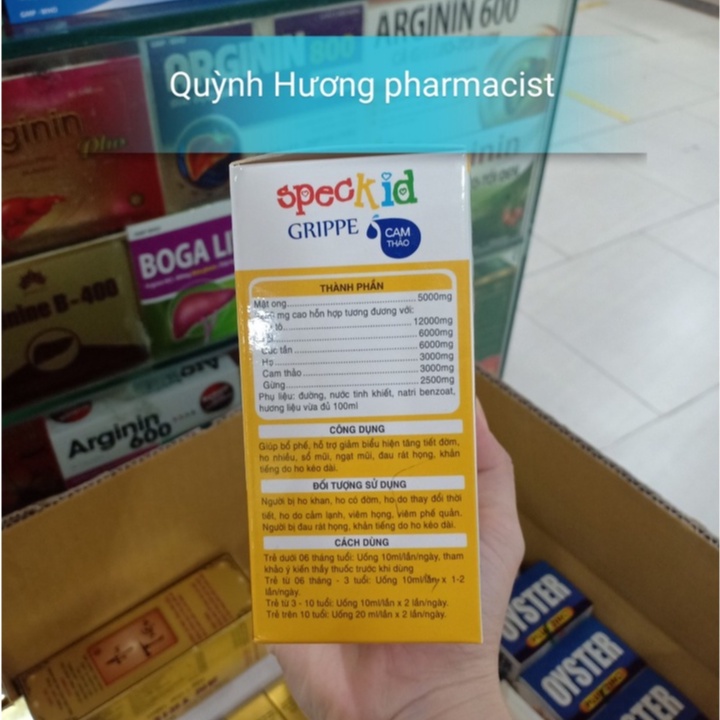 ARGININ 600
ORGININ 800
Quỳnh Hương pharmacist
ginin
pho
BOGA LI
mine B-400
Arginin
600
specKid
GRIPPE
CAM
THẢO
THÀNH PHẦN
Mật ong 5000mg
mg cao hỗn hợp tương đương với:
12000mg
6000mg
tần 6000mg
Hẹ 3000mg
Cam thảo 3000mg
Gừng 2500mg
Phụ liệu: đường, nước tinh khiết, natri benzoat,
hương liệu vừa đủ 100ml
CÔNG DỤNG
Giúp bổ phế, hỗ trợ giảm biểu hiện tăng tiết đờm,
ho nhiều, sổ mũi, ngạt mũi, đau rát họng, khản
tiếng do ho kéo dài.
ĐỐI TƯỢNG SỬ DỤNG
Người bị ho khan, ho có đờm, ho do thay đổi thời
tiết, ho do cảm lạnh, viêm họng, viêm phế quản.
Người bị đau rát họng, khản tiếng do ho kéo dài.
CÁCH DÙNG
Trẻ dưới 06 tháng tuổi: Uống 10ml/lần/ngày, tham
khảo ý kiến thầy thuốc trước khi dùng
Trẻ từ 06 tháng - 3 tuổi: Uống 10ml/lần x 1-2
lần/ngày.
Trẻ từ 3 - 10 tuổi: Uống 10ml/lần x 2 lần/ngày.
Trẻ trên 10 tuổi: Uống 20 ml/lần x 2 lần/ngày.
OYSTER
OYSTER
OYSTER